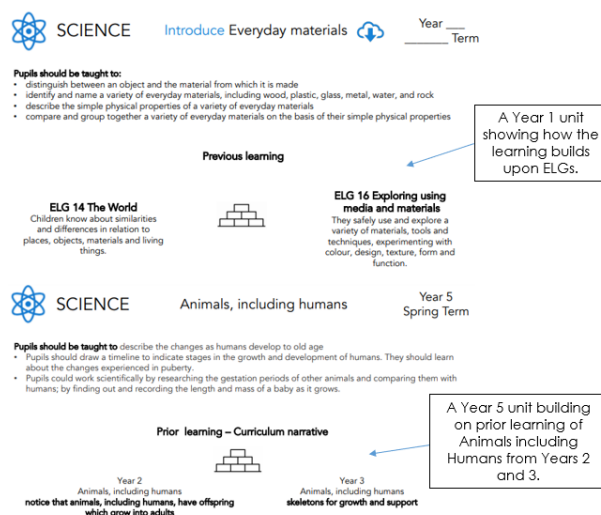 SCIENCE
Introduce Everyday materials
Year ___
_______ Term
Pupils should be taught to:
• distinguish between an object and the material from which it is made
• identify and name a variety of everyday materials, including wood, plastic, glass, metal, water, and rock
• describe the simple physical properties of a variety of everyday materials
• compare and group together a variety of everyday materials on the basis of their simple physical properties
A Year 1 unit
showing how the
learning builds
upon ELGs.
Previous learning
ELG 14 The World
Children know about similarities
and differences in relation to
places, objects, materials and living
things.
ELG 16 Exploring using
media and materials
They safely use and explore a
variety of materials, tools and
techniques, experimenting with
colour, design, texture, form and
function.
SCIENCE
Animals, including humans
Year 5
Spring Term
Pupils should be taught to describe the changes as humans develop to old age
• Pupils should draw a timeline to indicate stages in the growth and development of humans. They should learn
about the changes experienced in puberty.
• Pupils could work scientifically by researching the gestation periods of other animals and comparing them with
humans; by finding out and recording the length and mass of a baby as it grows.
A Year 5 unit building
on prior learning of
Animals including
Humans from Years 2
and 3.
Prior learning – Curriculum narrative
Year 2
Animals, including humans
notice that animals, including humans, have offspring
which grow into adults
Year 3
Animals, including humans
skeletons for growth and support